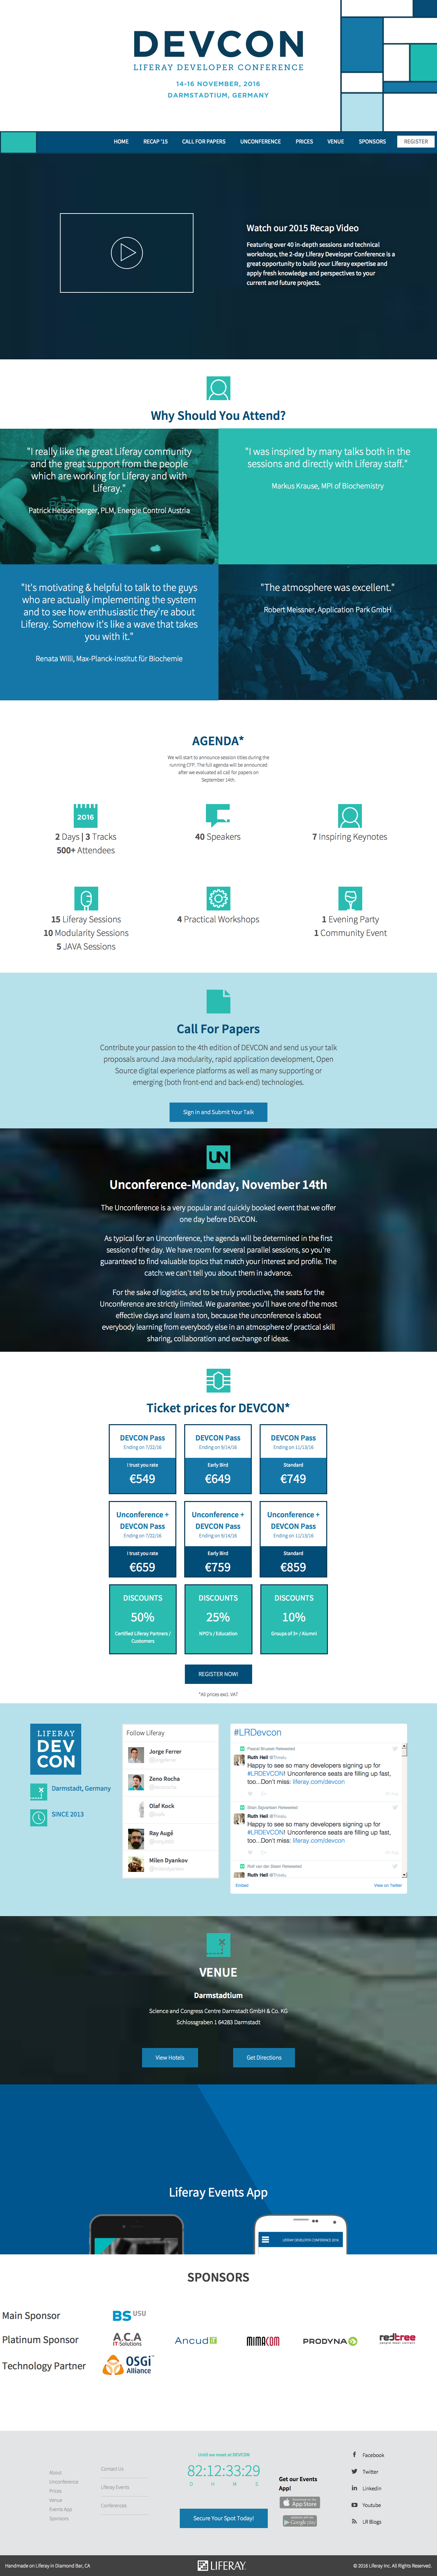 DEVCON
LIFERAY DEVELOPER CONFERENCE
14-16 NOVEMBER, 2016
DARMSTADTIUM, GERMANY
HOME
RECAP '15
CALL FOR PAPERS
UNCONFERENCE
PRICES
VENUE
SPONSORS
REGISTER
Watch our 2015 Recap Video
Featuring over 40 in-depth sessions and technical
workshops, the 2-day Liferay Developer Conference is a
great opportunity to build your Liferay expertise and
apply fresh knowledge and perspectives to your
current and future projects.
Why Should You Attend?
"I really like the great Liferay community
and the great support from the people
which are working for Liferay and with
Liferay."
Patrick Heissenberger, PLM, Energie Control Austria
"I was inspired by many talks both in the
sessions and directly with Liferay staff."
Markus Krause, MPI of Biochemistry
"It's motivating & helpful to talk to the guys
who are actually implementing the system
and to see how enthusiastic they're about
Liferay. Somehow it's like a wave that takes
you with it."
Renata Willi, Max-Planck-Institut für Biochemie
"The atmosphere was excellent."
Robert Meissner, Application Park GmbH
AGENDA*
We will start to announce session titles during the
running CFP. The full agenda will be announced
after we evaluated all call for papers on
September 14th.
2016
2 Days | 3 Tracks
500+ Attendees
40 Speakers
7 Inspiring Keynotes
15 Liferay Sessions
10 Modularity Sessions
5 JAVA Sessions
4 Practical Workshops
1 Evening Party
1 Community Event
Call For Papers
Contribute your passion to the 4th edition of DEVCON and send us your talk
proposals around Java modularity, rapid application development, Open
Source digital experience platforms as well as many supporting or
emerging (both front-end and back-end) technologies.
Sign in and Submit Your Talk
UN
Unconference-Monday, November 14th
The Unconference is a very popular and quickly booked event that we offer
one day before DEVCON.
As typical for an Unconference, the agenda will be determined in the first
session of the day. We have room for several parallel sessions, so you're
guaranteed to find valuable topics that match your interest and profile. The
catch: we can't tell you about them in advance.
For the sake of logistics, and to be truly productive, the seats for the
Unconference are strictly limited. We guarantee: you'll have one of the most
effective days and learn a ton, because the unconference is about
everybody learning from everybody else in an atmosphere of practical skill
sharing, collaboration and exchange of ideas.
Ticket prices for DEVCON*
DEVCON Pass
Ending on 7/22/16
I trust you rate
€549
DEVCON Pass
Ending on 9/14/16
Early Bird
€649
DEVCON Pass
Ending on 11/13/16
Standard
€749
Unconference +
DEVCON Pass
Ending on 7/22/16
I trust you rate
€659
Unconference +
DEVCON Pass
Ending on 9/14/16
Early Bird
€759
Unconference +
DEVCON Pass
Ending on 11/13/16
Standard
€859
DISCOUNTS
50%
Certified Liferay Partners /
Customers
DISCOUNTS
25%
NPO's / Education
DISCOUNTS
10%
Groups of 3+ / Alumni
REGISTER NOW!
*All prices excl. VAT
LIFERAY
DEV
CON
Darmstadt, Germany
SINCE 2013
Follow Liferay
Jorge Ferrer
Zeno Rocha
Olaf Kock
Ray Augé
Milen Dyankov
#LRDevcon
Ruth Heil
Happy to see so many developers signing up for
#LRDEVCON! Unconference seats are filling up fast,
too...Don't miss: liferay.com/devcon
Ruth Heil
Happy to see so many developers signing up for
#LRDEVCON! Unconference seats are filling up fast,
too...Don't miss: liferay.com/devcon
Ruth Heil
Embed
View on Twitter
VENUE
Darmstadtium
Science and Congress Centre Darmstadt GmbH & Co. KG
Schlossgraben 1 64283 Darmstadt
View Hotels
Get Directions
Liferay Events App
LIFERAY DEVELOPER CONFERENCE 2016
SPONSORS
Main Sponsor
BS USU
Platinum Sponsor
A.C.A
IT-Solutions
Ancud IT
MIMACOM
PRODYNA
redtree
Technology Partner
OSGi
Alliance
About
Unconference
Prices
Venue
Events App
Sponsors
Contact Us
Liferay Events
Conferences
Until we meet at DEVCON
82:12:33:29
D H M S
Secure Your Spot Today!
Get our Events
App!
App Store
Google play
Facebook
Twitter
LinkedIn
Youtube
LR Blogs
Handmade on Liferay in Diamond Bar, CA
LIFERAY.
© 2016 Liferay Inc. All Rights Reserved.